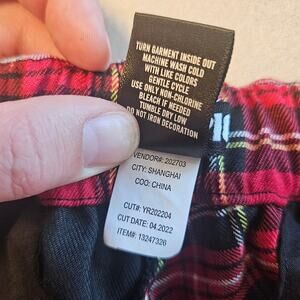 TURN GARMENT INSIDE OUT
MACHINE WASH COLD
WITH LIKE COLORS
GENTLE CYCLE
USE ONLY NON-CHLORINE
BLEACH IF NEEDED
TUMBLE DRY LOW
DO NOT IRON DECORATION
VENDOR#: 202703
CITY: SHANGHAI
COO: CHINA
CUT#: YR202204
CUT DATE: 04.2022
ITEM#: 13247326